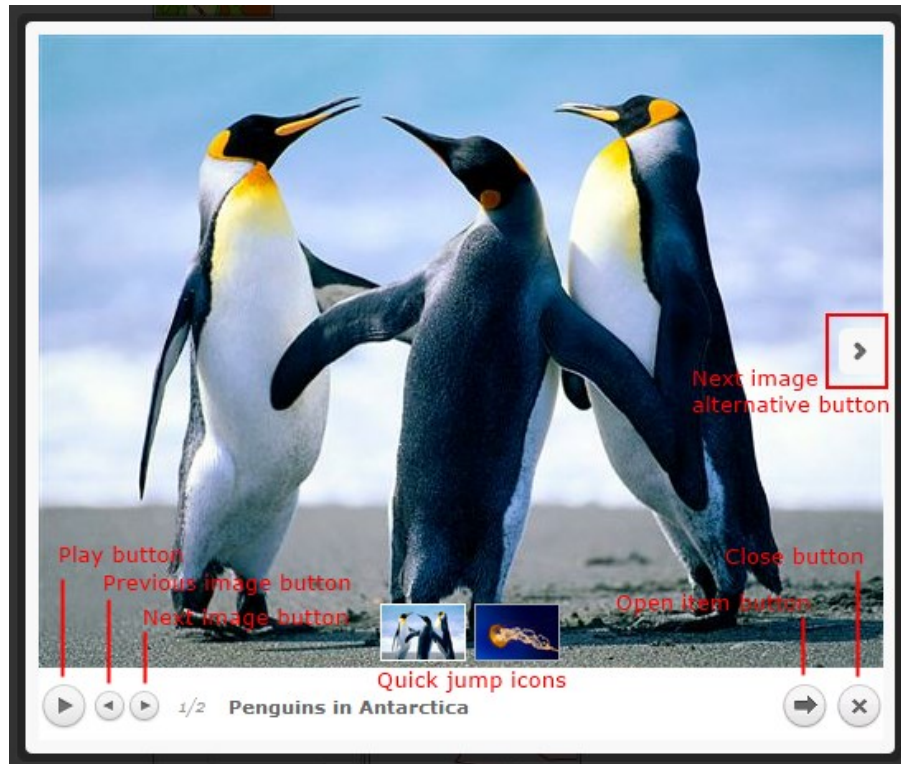 Next image
alternative button
Play button
Close button
Previous image button
Open item button
Next image button
Quick jump icons
1/2 Penguins in Antarctica